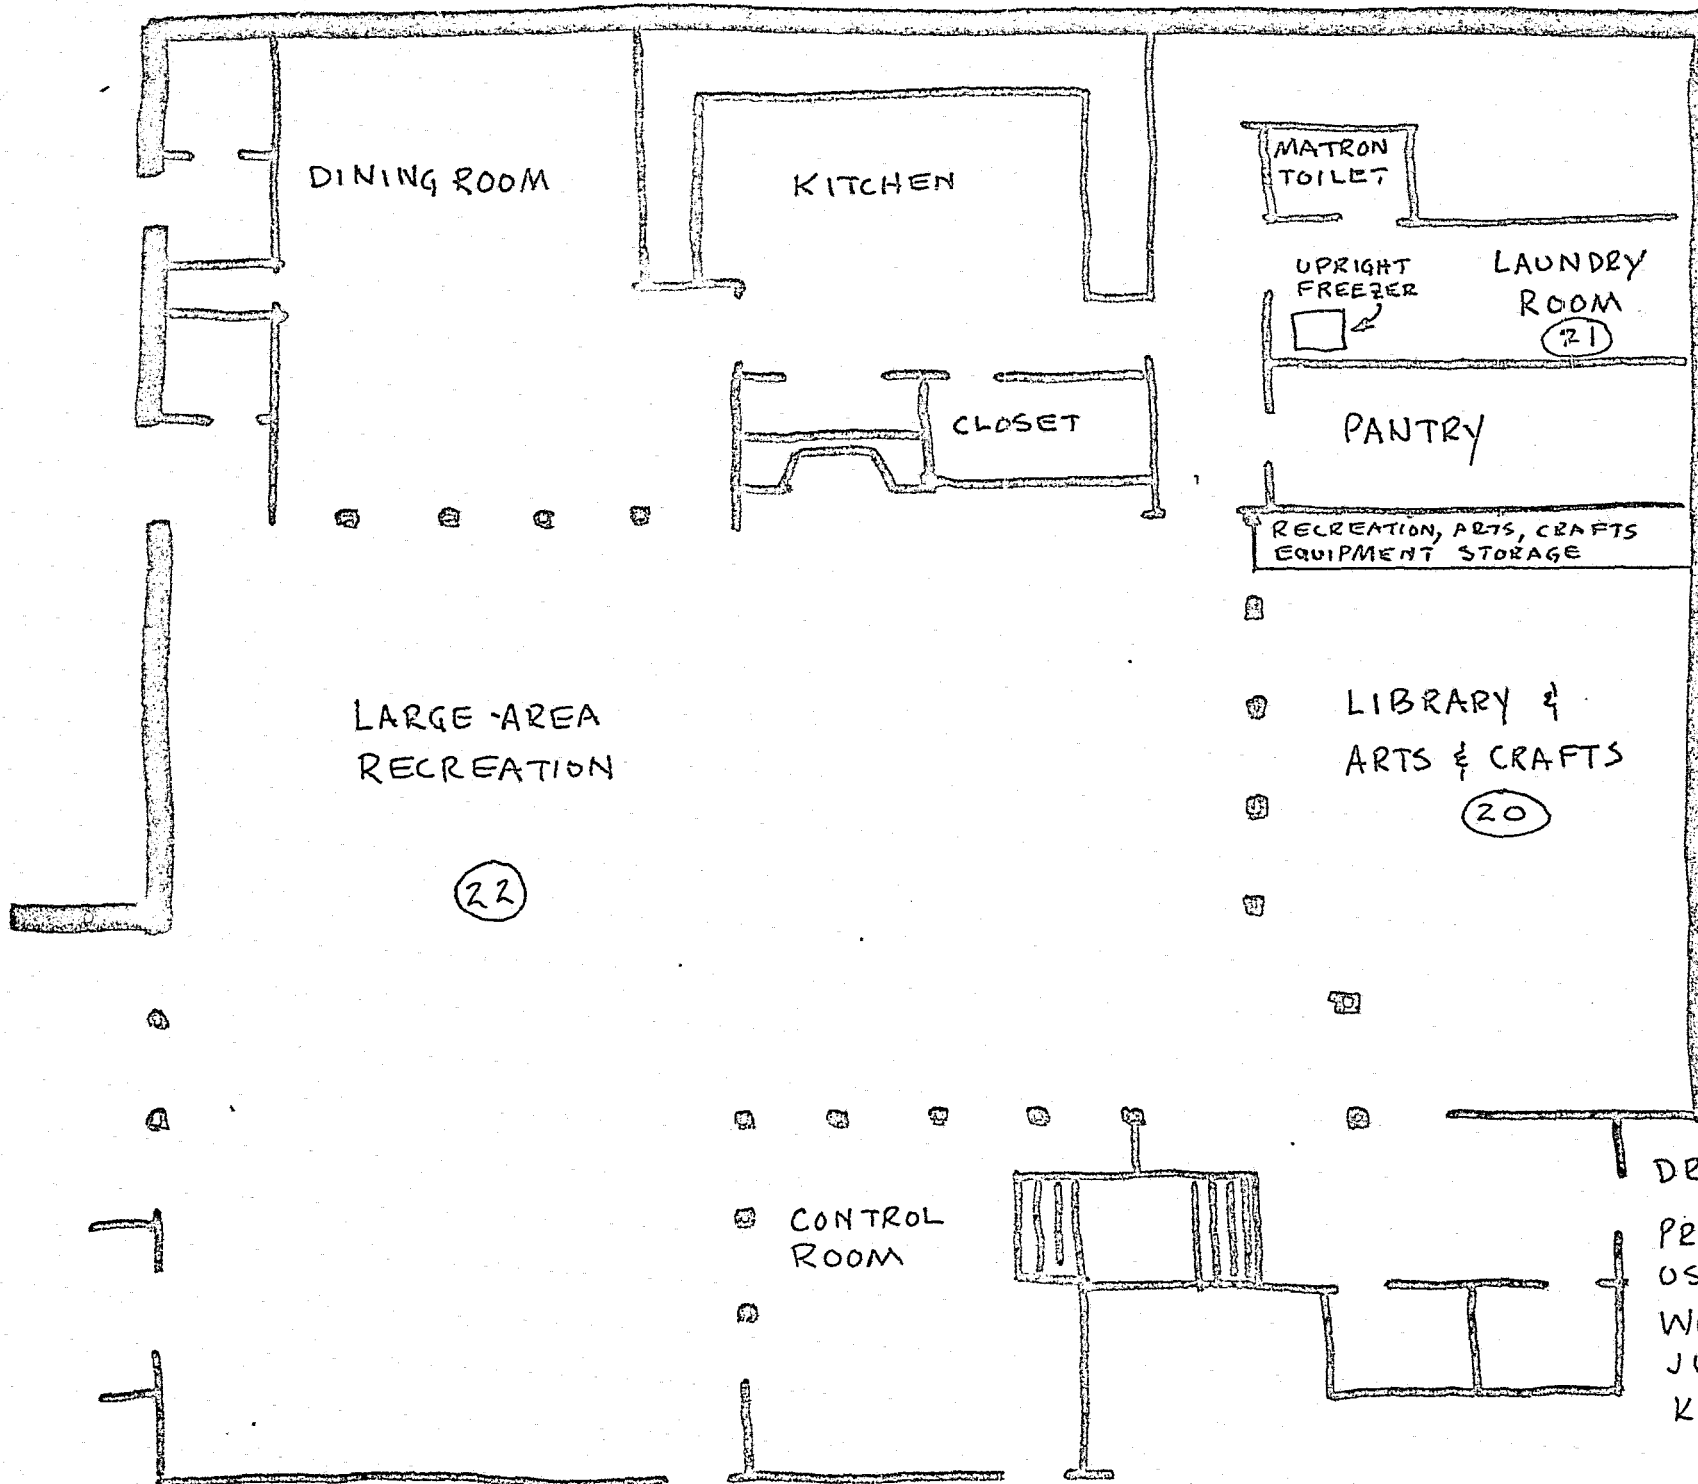 DINING ROOM
KITCHEN
MATRON
TOILET
UPRIGHT
FREEZER
LAUNDRY
ROOM
21
CLOSET
PANTRY
RECREATION, ARTS, CRAFTS
EQUIPMENT STORAGE
LARGE-AREA
RECREATION
22
LIBRARY &
ARTS & CRAFTS
20
CONTROL
ROOM